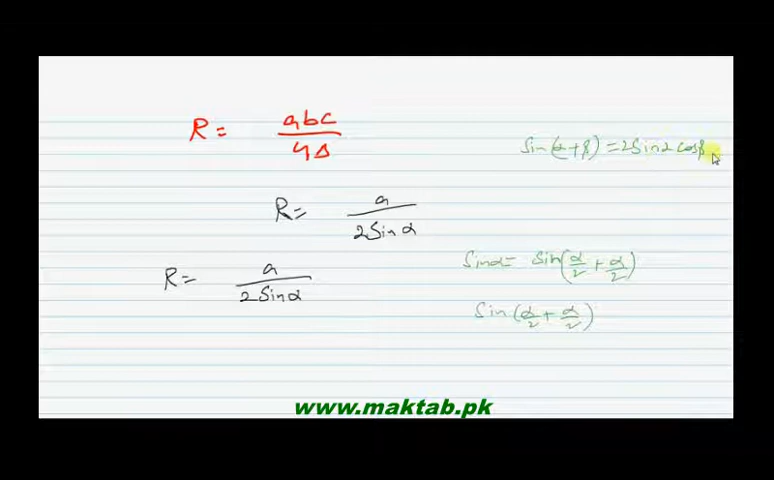 R = abc / 4Δ
Sin(α+β) = 2Sinα cosβ
R = a / 2Sinα
Sinα = Sin(α/2 + α/2)
R = a / 2Sinα
Sin(α/2 + α/2)
www.maktab.pk